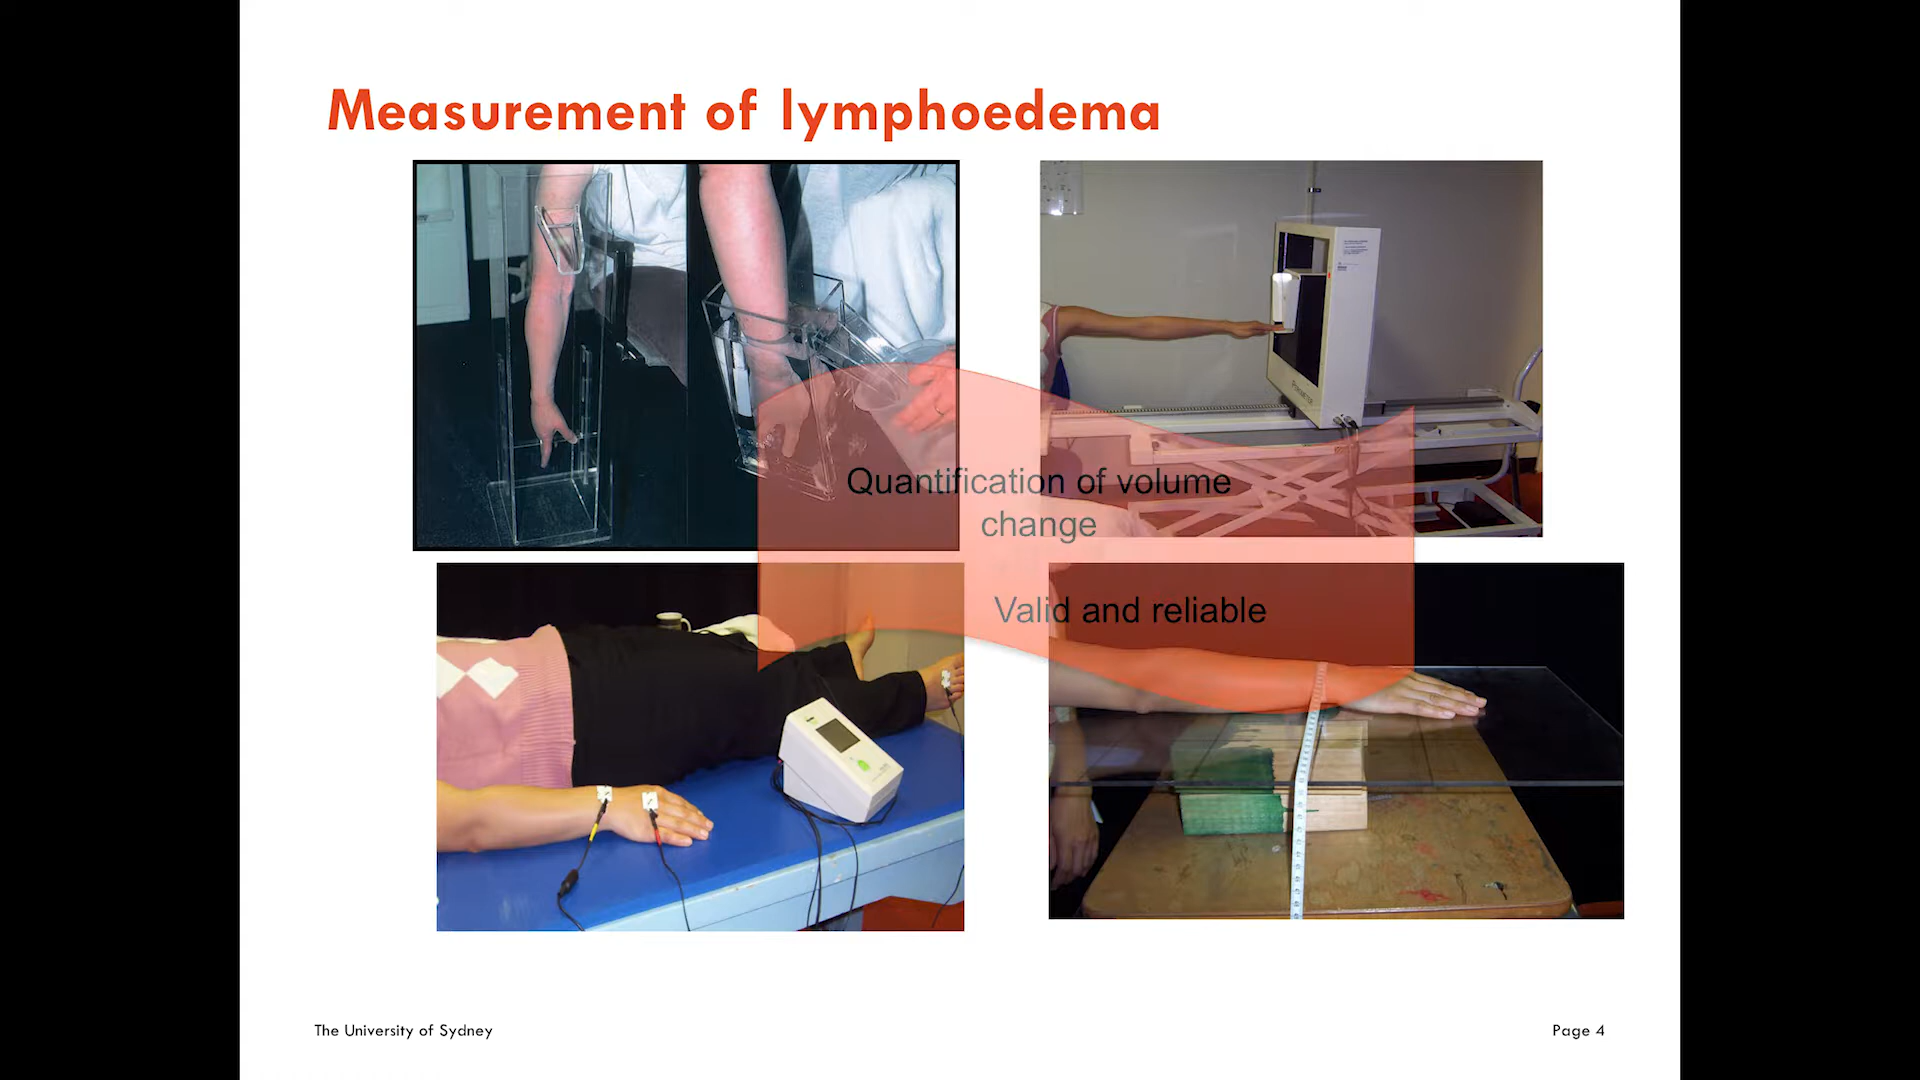 Measurement of lymphoedema
Quantification of volume
change
Valid and reliable
The University of Sydney
Page 4